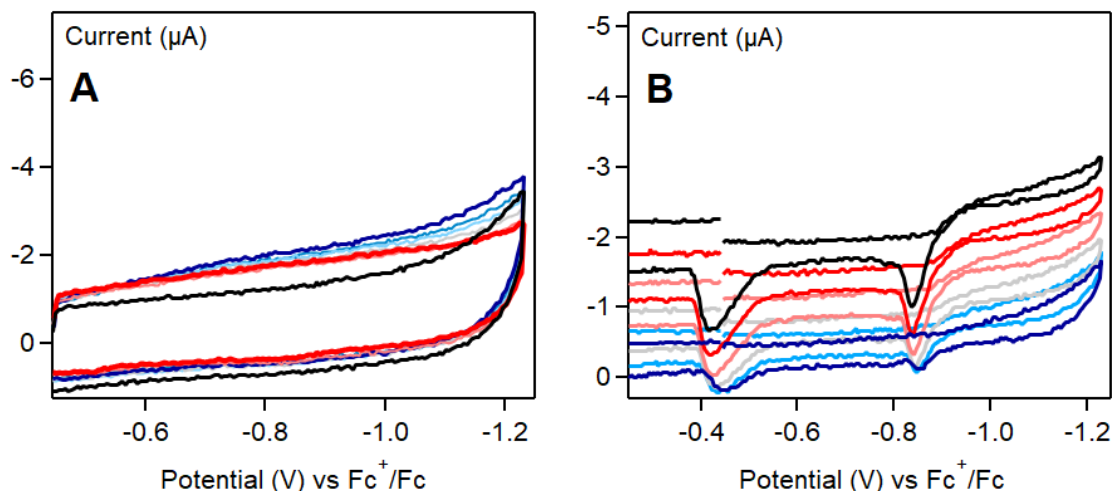 Current (µA)
A
-6
-4
-2
0
-0.6 -0.8 -1.0 -1.2
Potential (V) vs Fc⁺/Fc
Current (µA)
B
-5
-4
-3
-2
-1
0
-0.4 -0.6 -0.8 -1.0 -1.2
Potential (V) vs Fc⁺/Fc